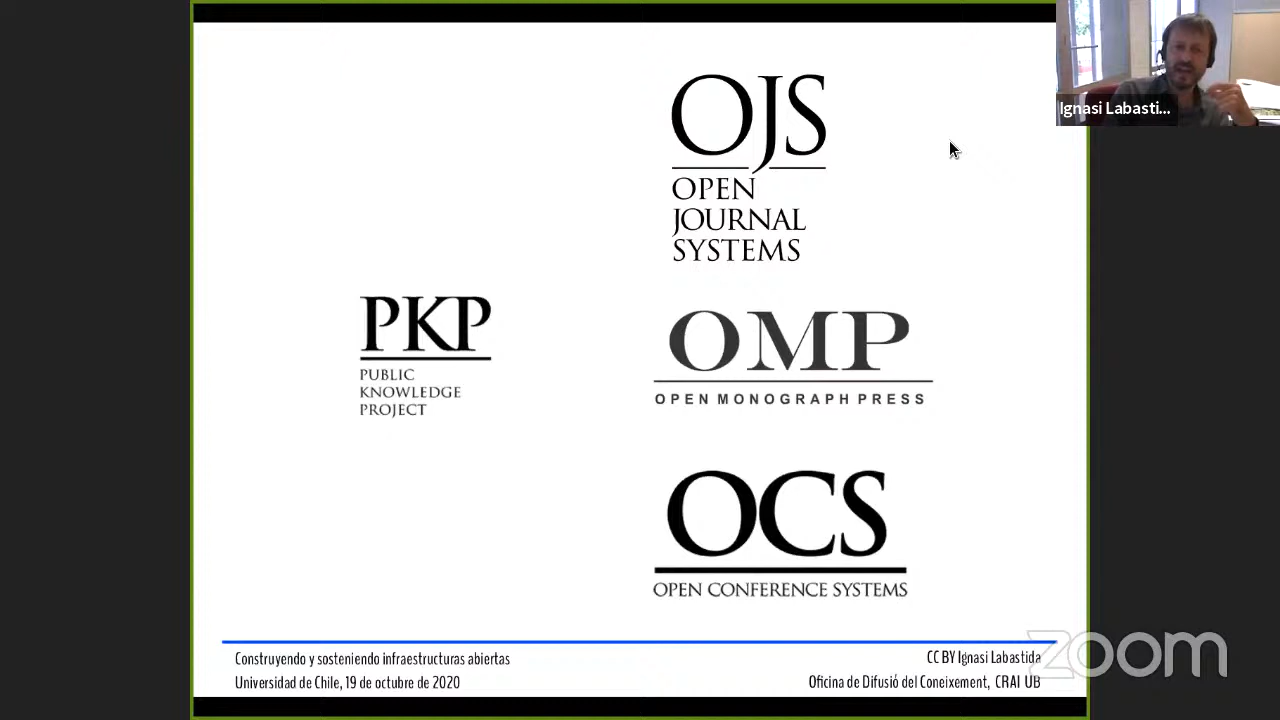 OJS
OPEN
JOURNAL
SYSTEMS
PKP
PUBLIC
KNOWLEDGE
PROJECT
OMP
OPEN MONOGRAPH PRESS
OCS
OPEN CONFERENCE SYSTEMS
Construyendo y sosteniendo infraestructuras abiertas
Universidad de Chile, 19 de octubre de 2020
CC BY Ignasi Labastida
Oficina de Difusió del Coneixement, CRAI UB
Ignasi Labasti...
zoom